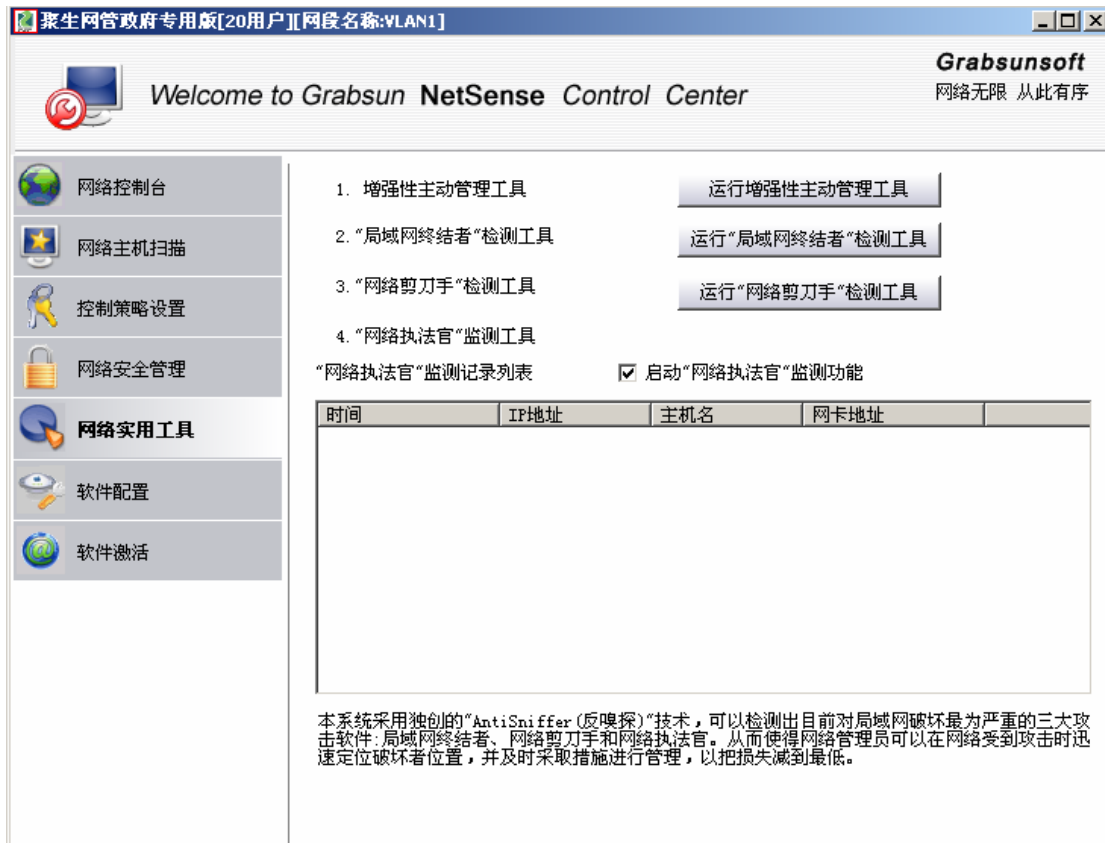 聚生网管政府专用版[20用户][网段名称:VLAN1]
Welcome to Grabsun NetSense Control Center
Grabsunsoft
网络无限 从此有序
网络控制台
网络主机扫描
控制策略设置
网络安全管理
网络实用工具
软件配置
软件激活
1. 增强性主动管理工具
运行增强性主动管理工具
2.“局域网终结者”检测工具
运行“局域网终结者”检测工具
3.“网络剪刀手”检测工具
运行“网络剪刀手”检测工具
4.“网络执法官”监测工具
“网络执法官”监测记录列表
启动“网络执法官”监测功能
时间 IP地址 主机名 网卡地址
本系统采用独创的“AntiSniffer(反嗅探)“技术，可以检测出目前对局域网破坏最为严重的三大攻
击软件:局域网终结者、网络剪刀手和网络执法官。从而使得网络管理员可以在网络受到攻击时迅
速定位破坏者位置，并及时采取措施进行管理，以把损失减到最低。